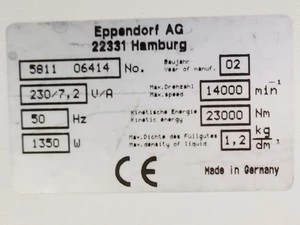 Eppendorf AG
22331 Hamburg
5811 06414 No. Baujahr Year of manuf. 02
230/7,2 V/A Max.Drehzahl Max.speed 14000 min⁻¹
50 Hz Kinetische Energie Kinetic energy 23000 Nm
1350 W Max.Dichte des Füllgutes Max.density of liquid 1,2 kg/dm³
CE Made in Germany